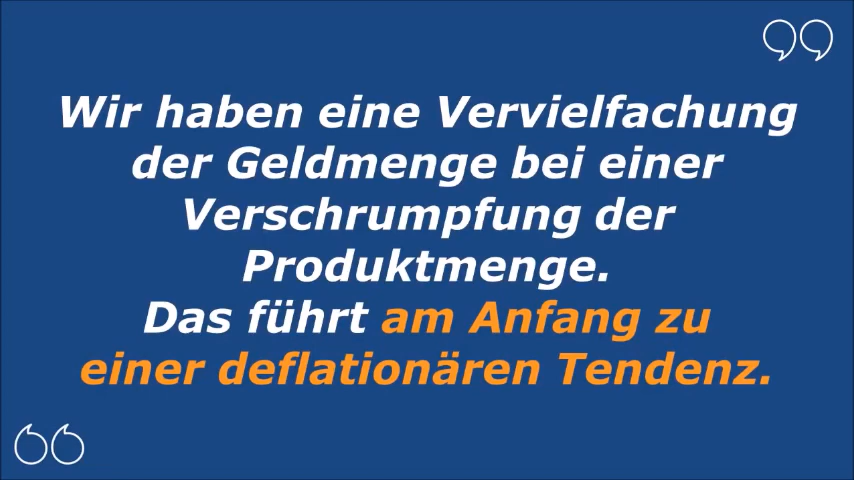 Wir haben eine Vervielfachung
der Geldmenge bei einer
Verschrumpfung der
Produktmenge.
Das führt am Anfang zu
einer deflationären Tendenz.